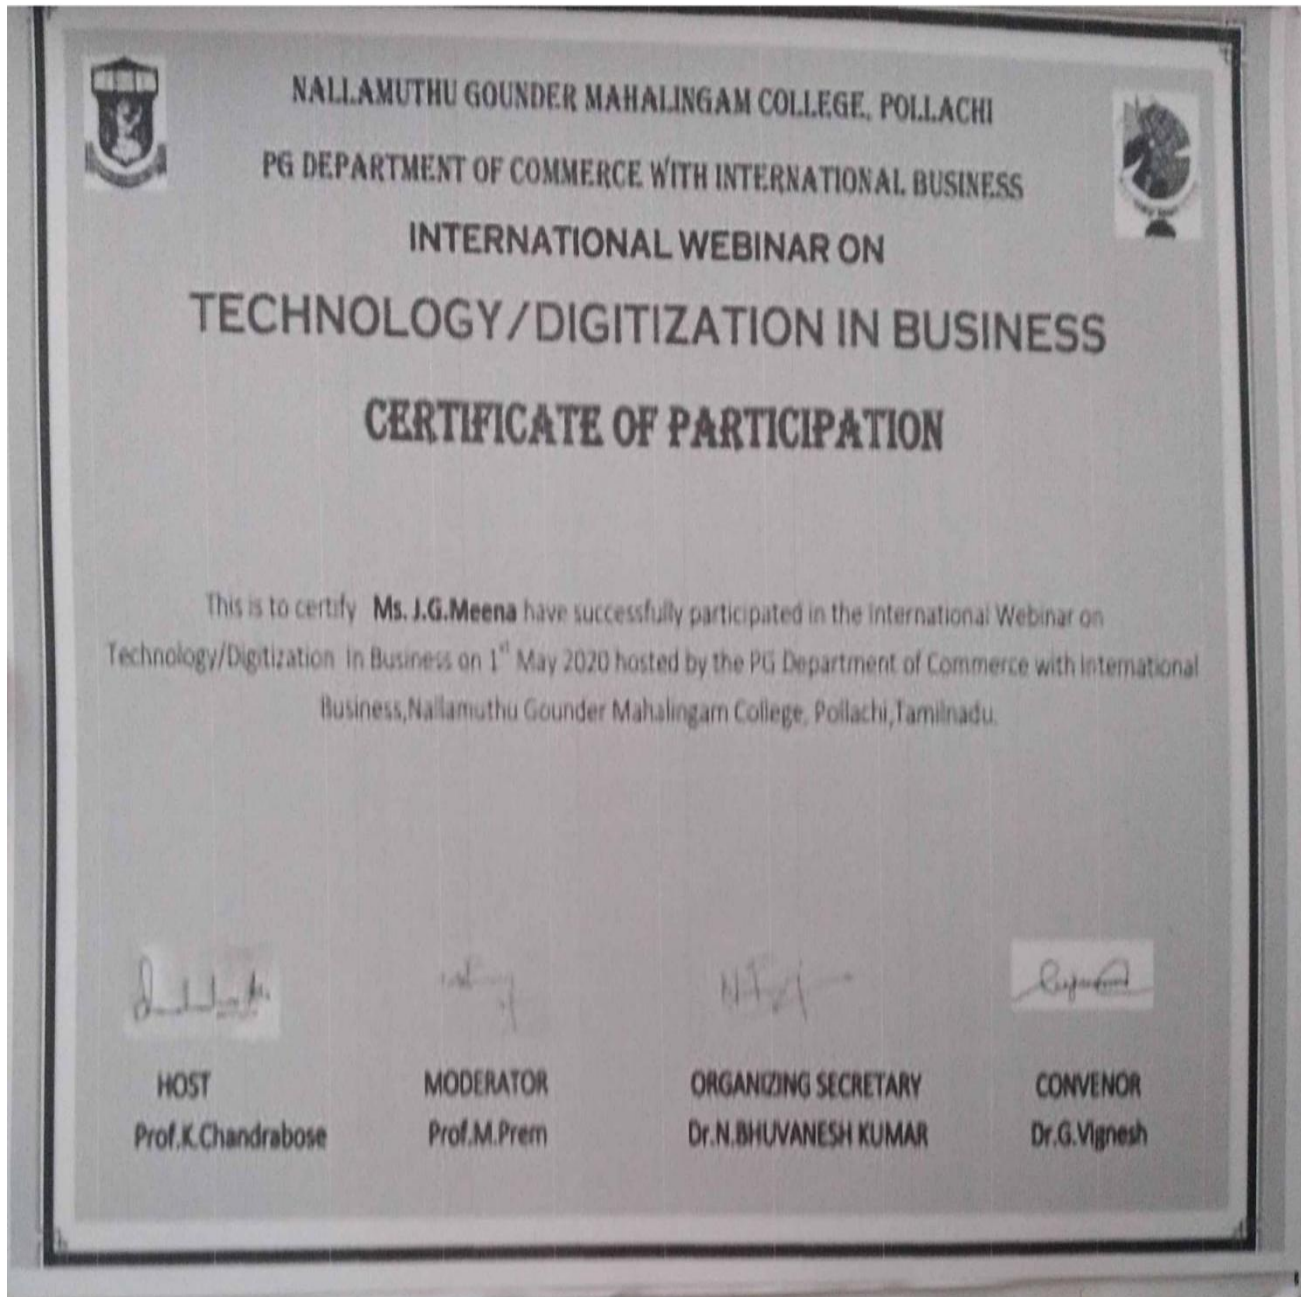 NALLAMUTHU GOUNDER MAHALINGAM COLLEGE, POLLACHI
PG DEPARTMENT OF COMMERCE WITH INTERNATIONAL BUSINESS
INTERNATIONAL WEBINAR ON
TECHNOLOGY/DIGITIZATION IN BUSINESS
CERTIFICATE OF PARTICIPATION
This is to certify Ms. J.G.Meena have successfully participated in the International Webinar on
Technology/Digitization In Business on 1st May 2020 hosted by the PG Department of Commerce with International
Business,Nallamuthu Gounder Mahalingam College, Pollachi,Tamilnadu.
HOST MODERATOR ORGANIZING SECRETARY CONVENOR
Prof.K.Chandrabose Prof.M.Prem Dr.N.BHUVANESH KUMAR Dr.G.Vignesh